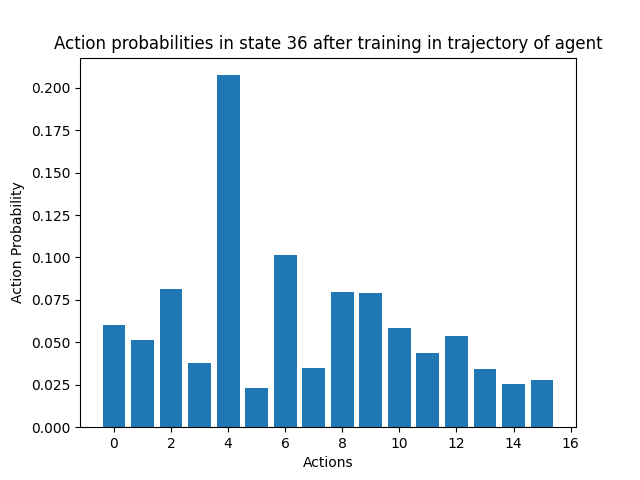 Action probabilities in state 36 after training in trajectory of agent
0.200
0.175
0.150
0.125
0.100
0.075
0.050
0.025
0.000
Action Probability
0 2 4 6 8 10 12 14 16
Actions